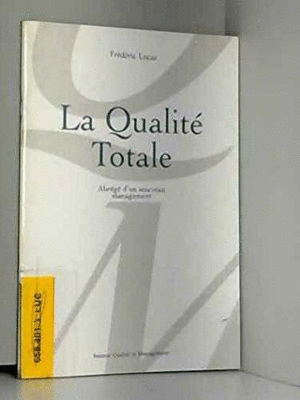 Frédéric Lucas
La Qualité
Totale
Abrégé d'un nouveau
management
Institut Qualité et Management